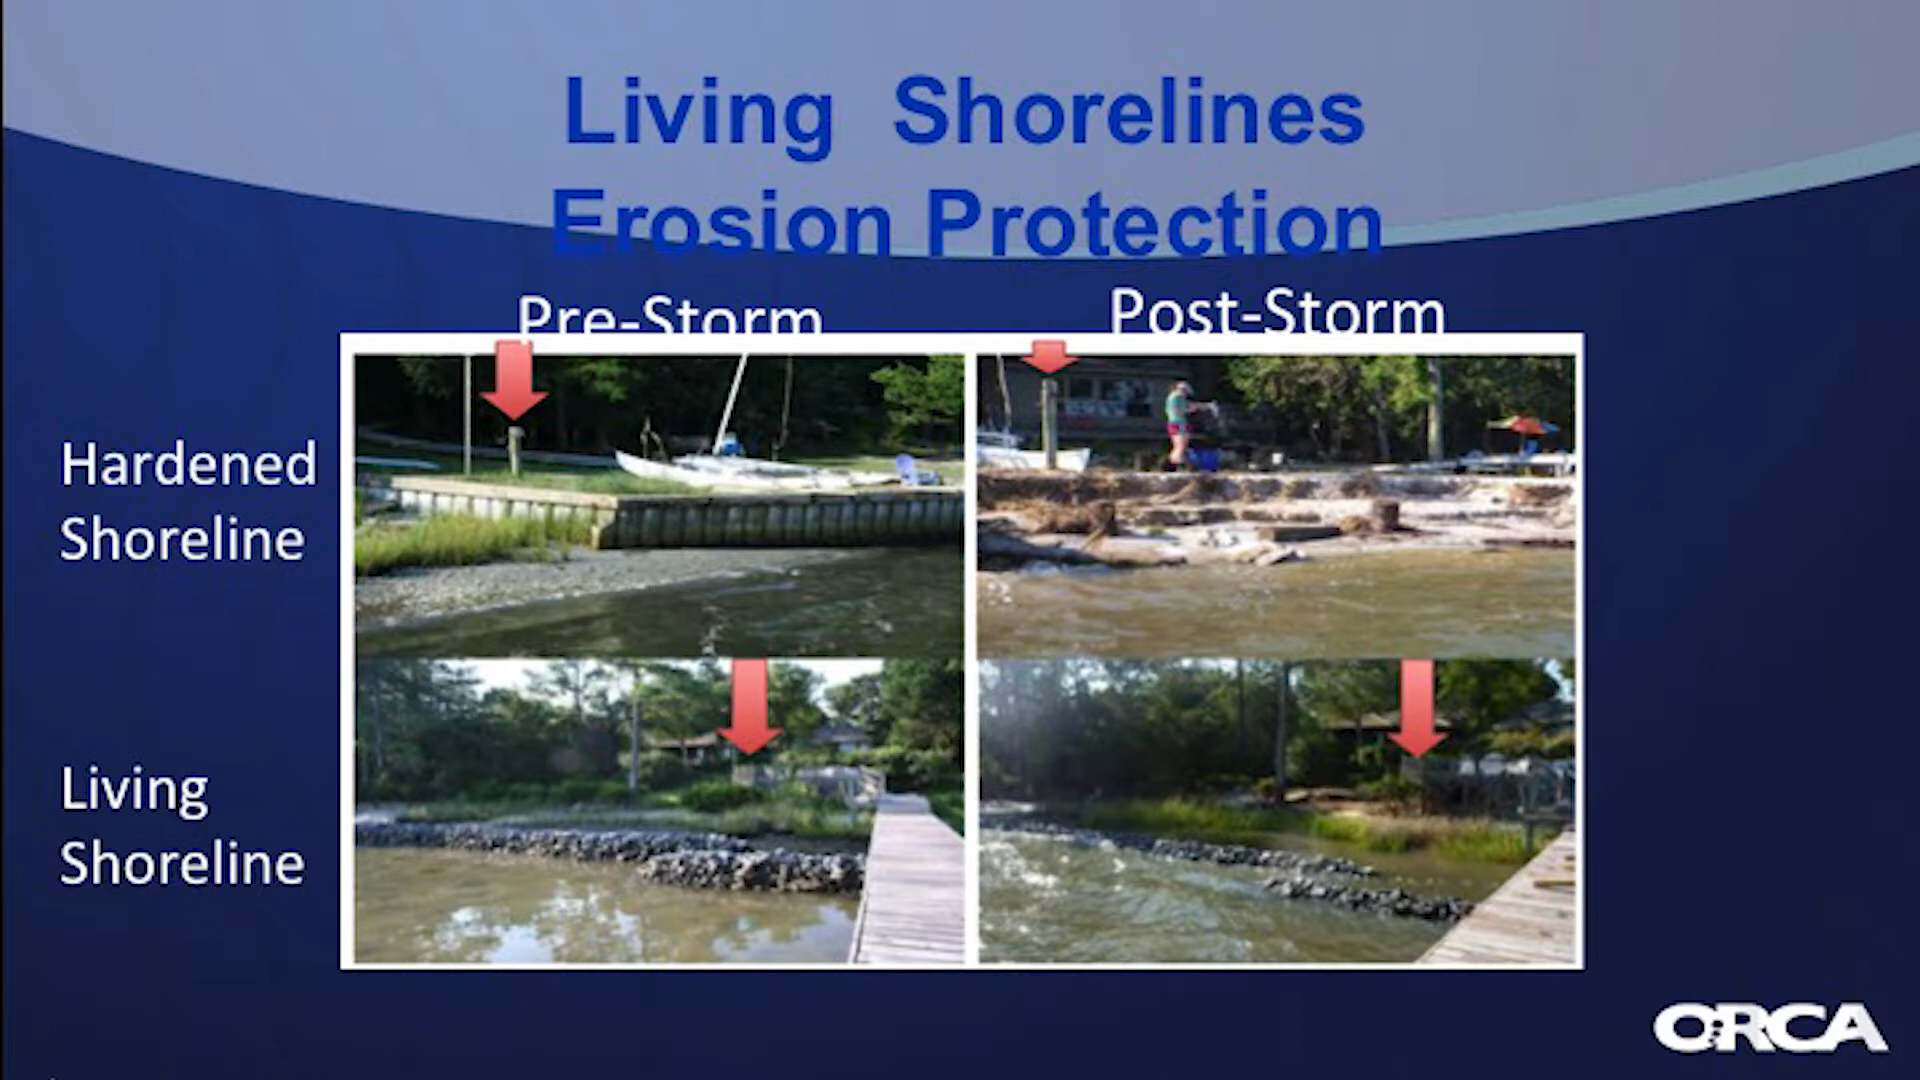 Living Shorelines
Erosion Protection
Pre-Storm
Post-Storm
Hardened
Shoreline
Living
Shoreline
ORCA